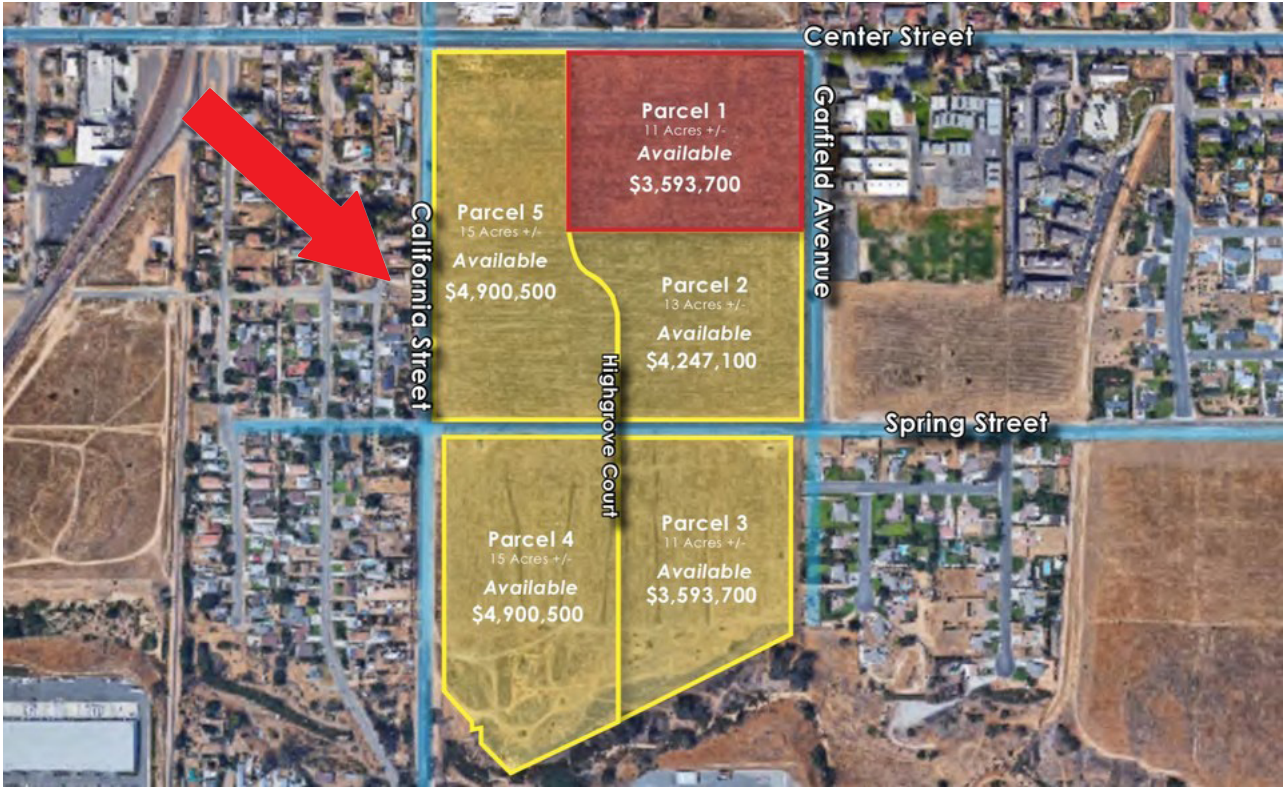 Center Street
Parcel 1
11 Acres +/-
Available
$3,593,700
Garfield Avenue
California Street
Parcel 5
15 Acres +/-
Available
$4,900,500
Parcel 2
13 Acres +/-
Available
$4,247,100
Highgrove Court
Spring Street
Parcel 4
15 Acres +/-
Available
$4,900,500
Parcel 3
11 Acres +/-
Available
$3,593,700